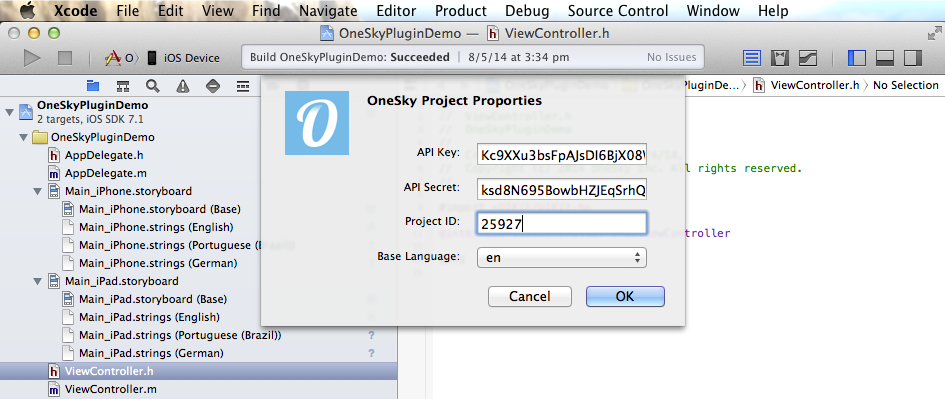 Xcode File Edit View Find Navigate Editor Product Debug Source Control Window Help
OneSkyPluginDemo — ViewController.h
O iOS Device Build OneSkyPluginDemo: Succeeded 8/5/14 at 3:34 pm No Issues
ViewController.h No Selection
OneSkyPluginDemo
2 targets, iOS SDK 7.1
OneSkyPluginDemo
AppDelegate.h
AppDelegate.m
Main_iPhone.storyboard
Main_iPhone.storyboard (Base)
Main_iPhone.strings (English)
Main_iPhone.strings (Portuguese (Brazil))
Main_iPhone.strings (German)
Main_iPad.storyboard
Main_iPad.storyboard (Base)
Main_iPad.strings (English)
Main_iPad.strings (Portuguese (Brazil)) ?
Main_iPad.strings (German) ?
ViewController.h
ViewController.m
OneSky Project Proporties
API Key: Kc9XXu3bsFpAJsDI6BjX08
API Secret: ksd8N695BowbHZJEqSrhQ
Project ID: 25927
Base Language: en
Cancel OK
rights reserved.